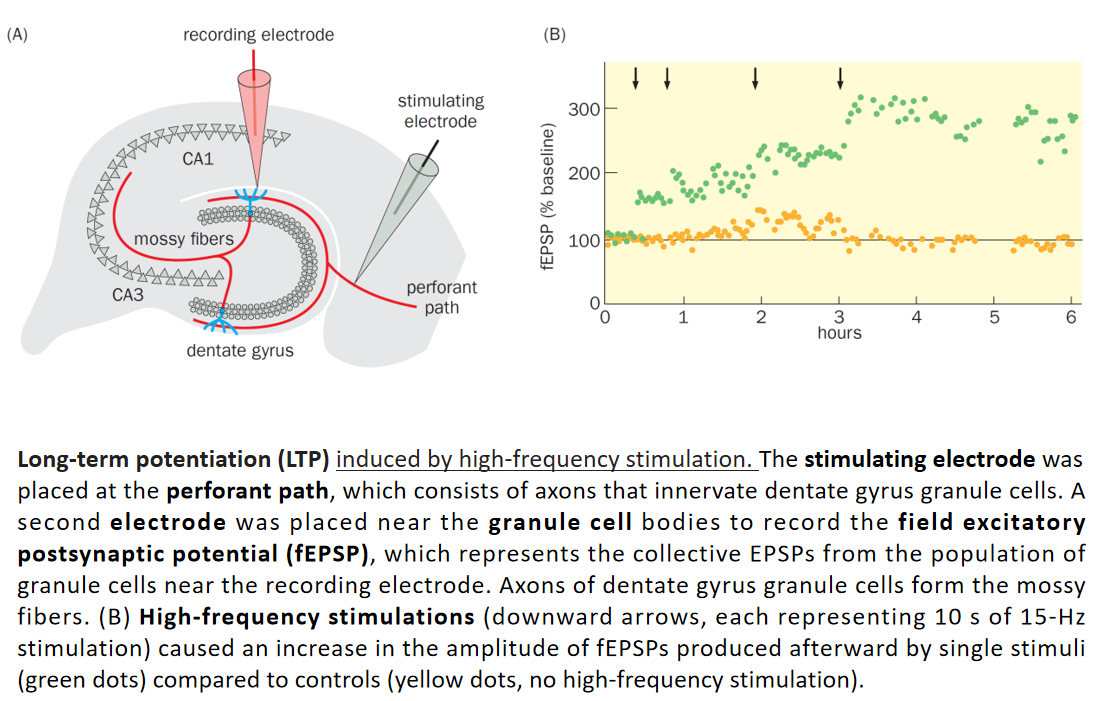 (A)
recording electrode
stimulating
electrode
CA1
mossy fibers
CA3
perforant
path
dentate gyrus
(B)
fEPSP (% baseline)
300
200
100
0
0 1 2 3 4 5 6
hours
Long-term potentiation (LTP) induced by high-frequency stimulation. The stimulating electrode was
placed at the perforant path, which consists of axons that innervate dentate gyrus granule cells. A
second electrode was placed near the granule cell bodies to record the field excitatory
postsynaptic potential (fEPSP), which represents the collective EPSPs from the population of
granule cells near the recording electrode. Axons of dentate gyrus granule cells form the mossy
fibers. (B) High-frequency stimulations (downward arrows, each representing 10 s of 15-Hz
stimulation) caused an increase in the amplitude of fEPSPs produced afterward by single stimuli
(green dots) compared to controls (yellow dots, no high-frequency stimulation).